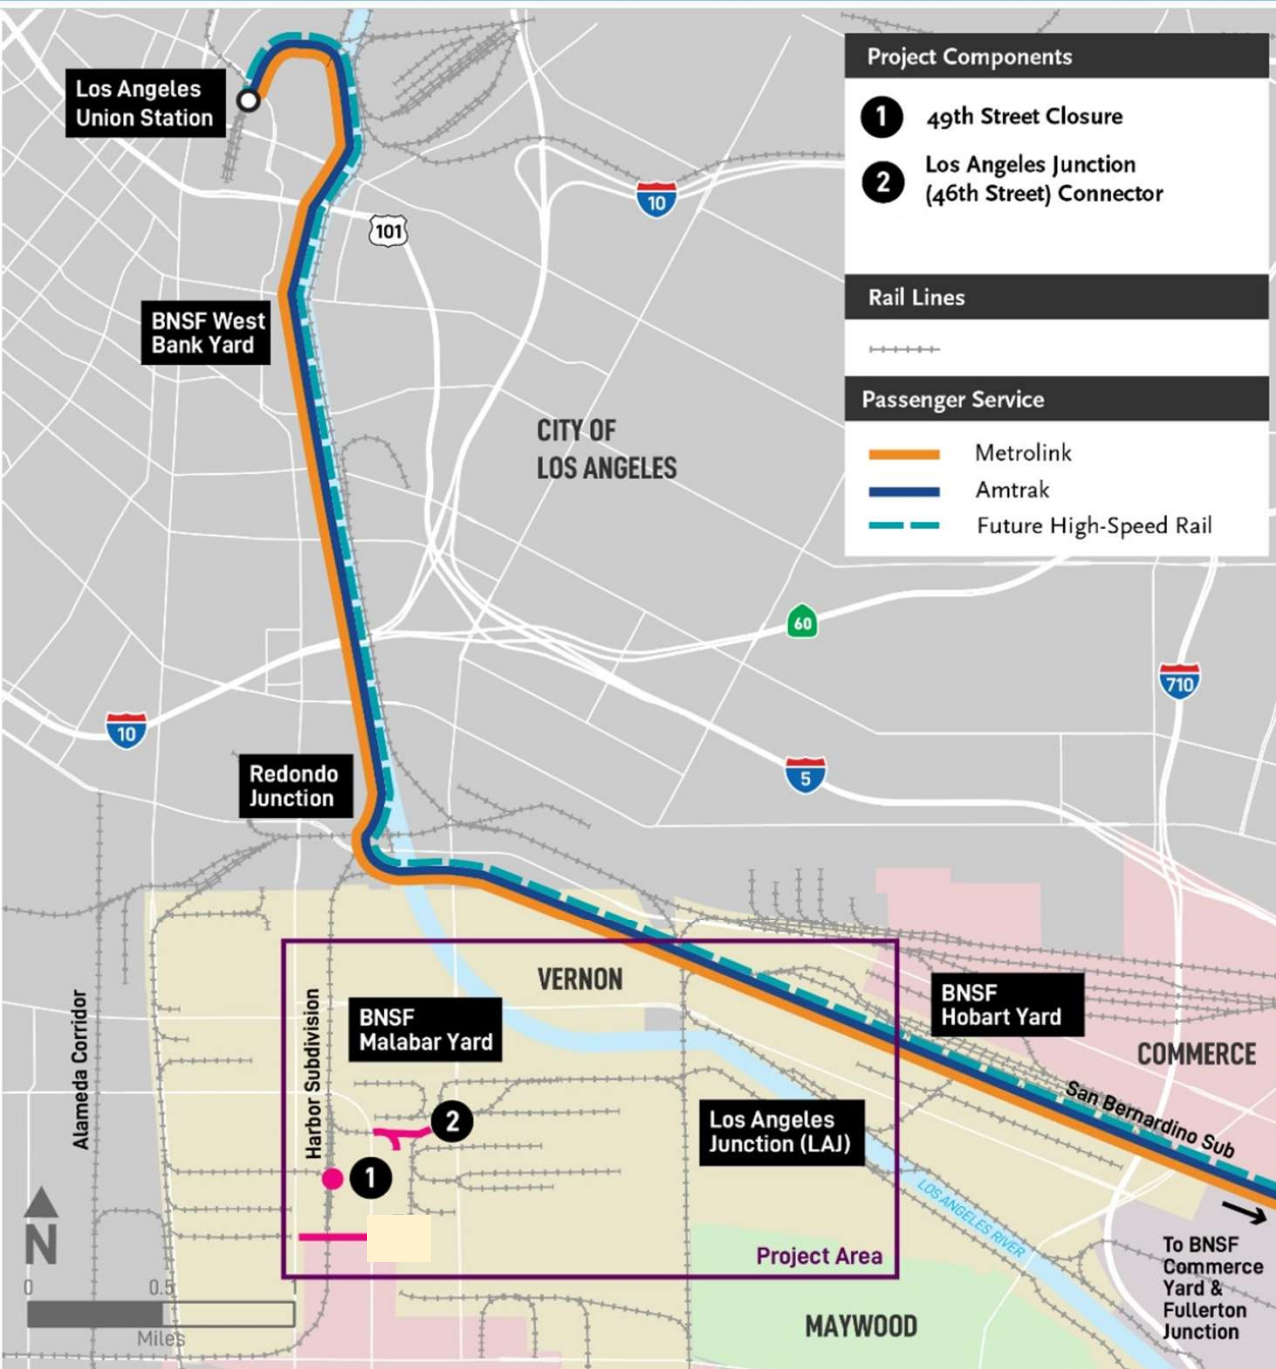 Los Angeles
Union Station
Project Components
1 49th Street Closure
2 Los Angeles Junction
(46th Street) Connector
Rail Lines
Passenger Service
Metrolink
Amtrak
Future High-Speed Rail
10
101
BNSF West
Bank Yard
CITY OF
LOS ANGELES
60
710
10
5
Redondo
Junction
VERNON
BNSF
Malabar Yard
BNSF
Hobart Yard
COMMERCE
Alameda Corridor
Harbor Subdivision
San Bernardino Sub
2
Los Angeles
Junction (LAJ)
1
LOS ANGELES RIVER
N
Project Area
To BNSF
Commerce
Yard &
Fullerton
Junction
0 0.5 1
Miles
MAYWOOD